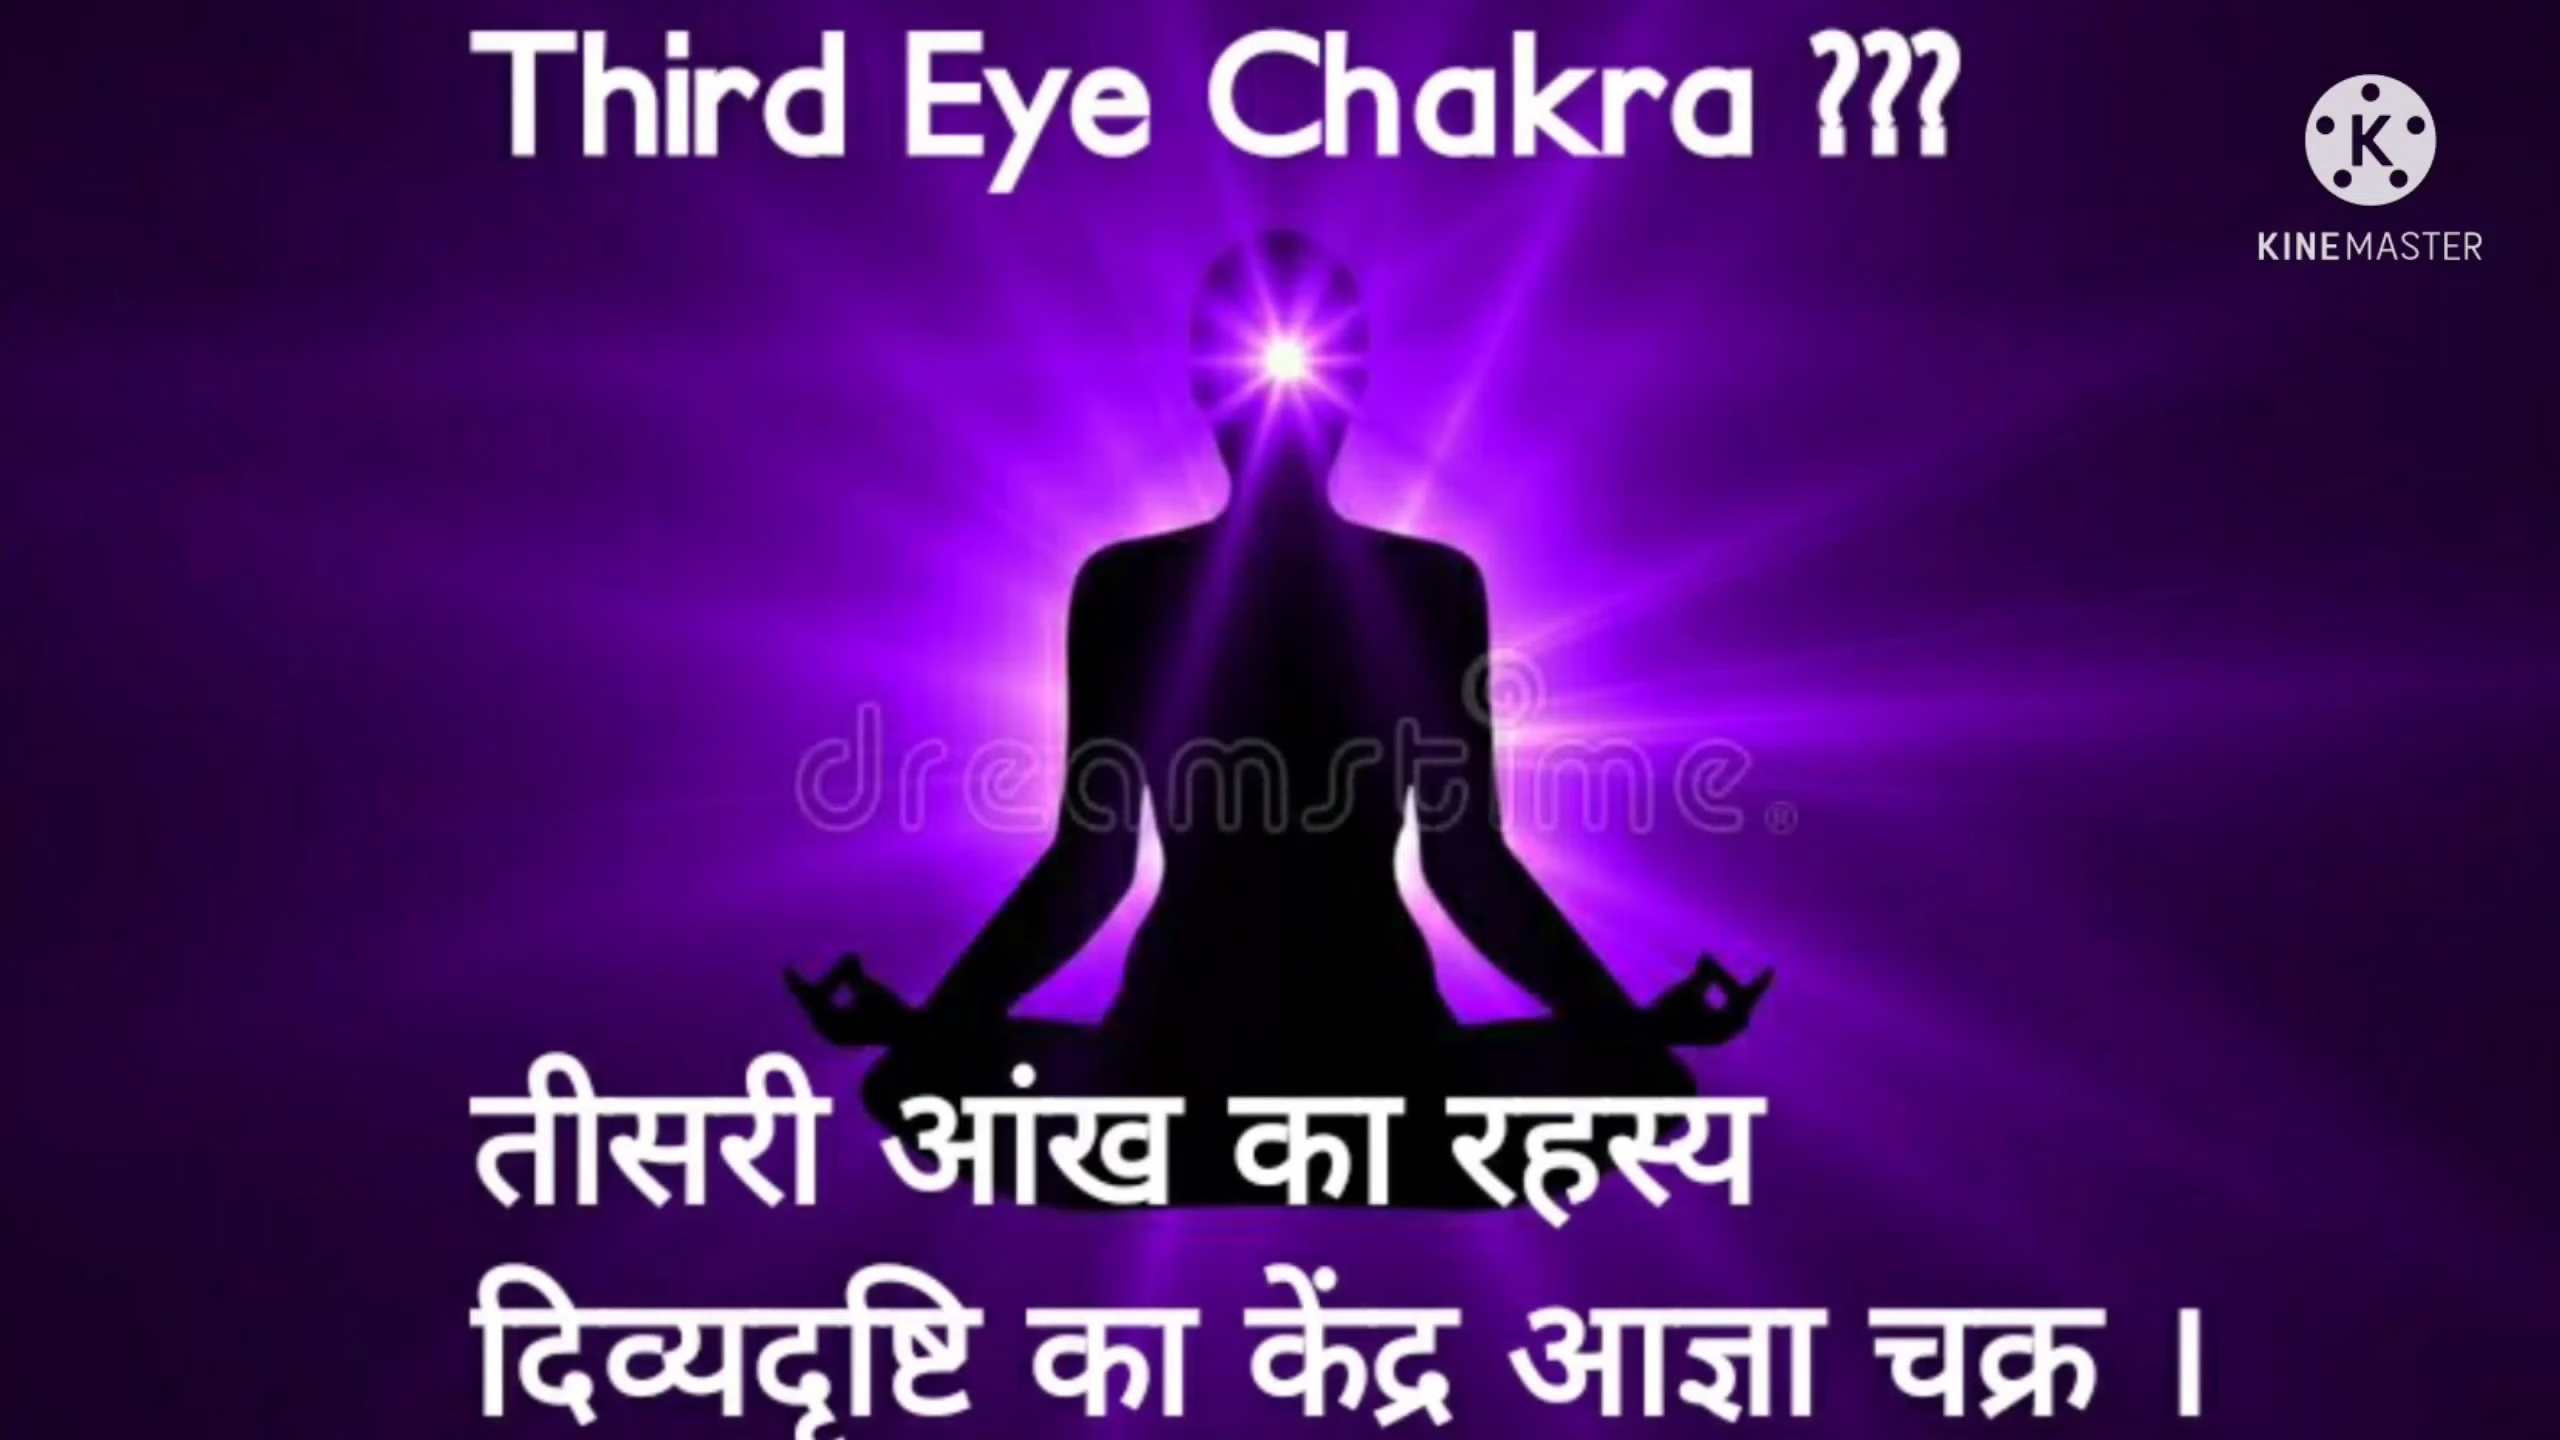 Third Eye Chakra ???
K
KINEMASTER
dreamstime.®
तीसरी आंख का रहस्य
दिव्यदृष्टि का केंद्र आज्ञा चक्र ।